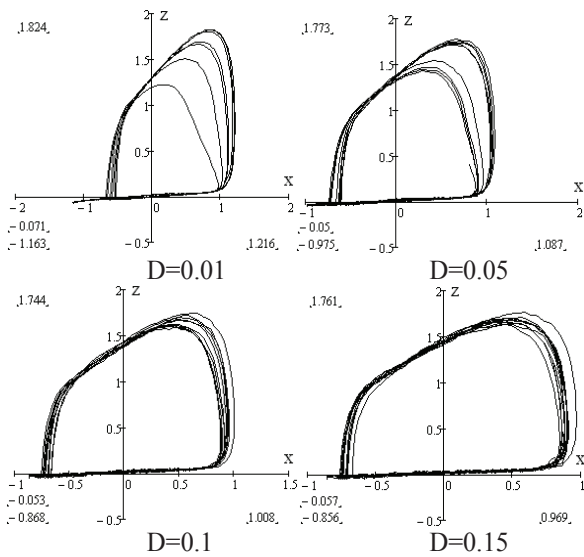 1.824
2 z
1.5
1
0.5
x
-2 -1 0 1 2
-0.071
-1.163
-0.5
1.216
D=0.01
1.773
2 z
1.5
1
0.5
x
-1 0 1 2
-0.05
-0.975
-0.5
1.087
D=0.05
1.744
2 z
1.5
1
0.5
x
-1 -0.5 0 0.5 1 1.5
-0.053
-0.868
-0.5
1.008
D=0.1
1.761
2 z
1.5
1
0.5
x
-1 -0.5 0 0.5 1
-0.057
-0.856
-0.5
0.969
D=0.15